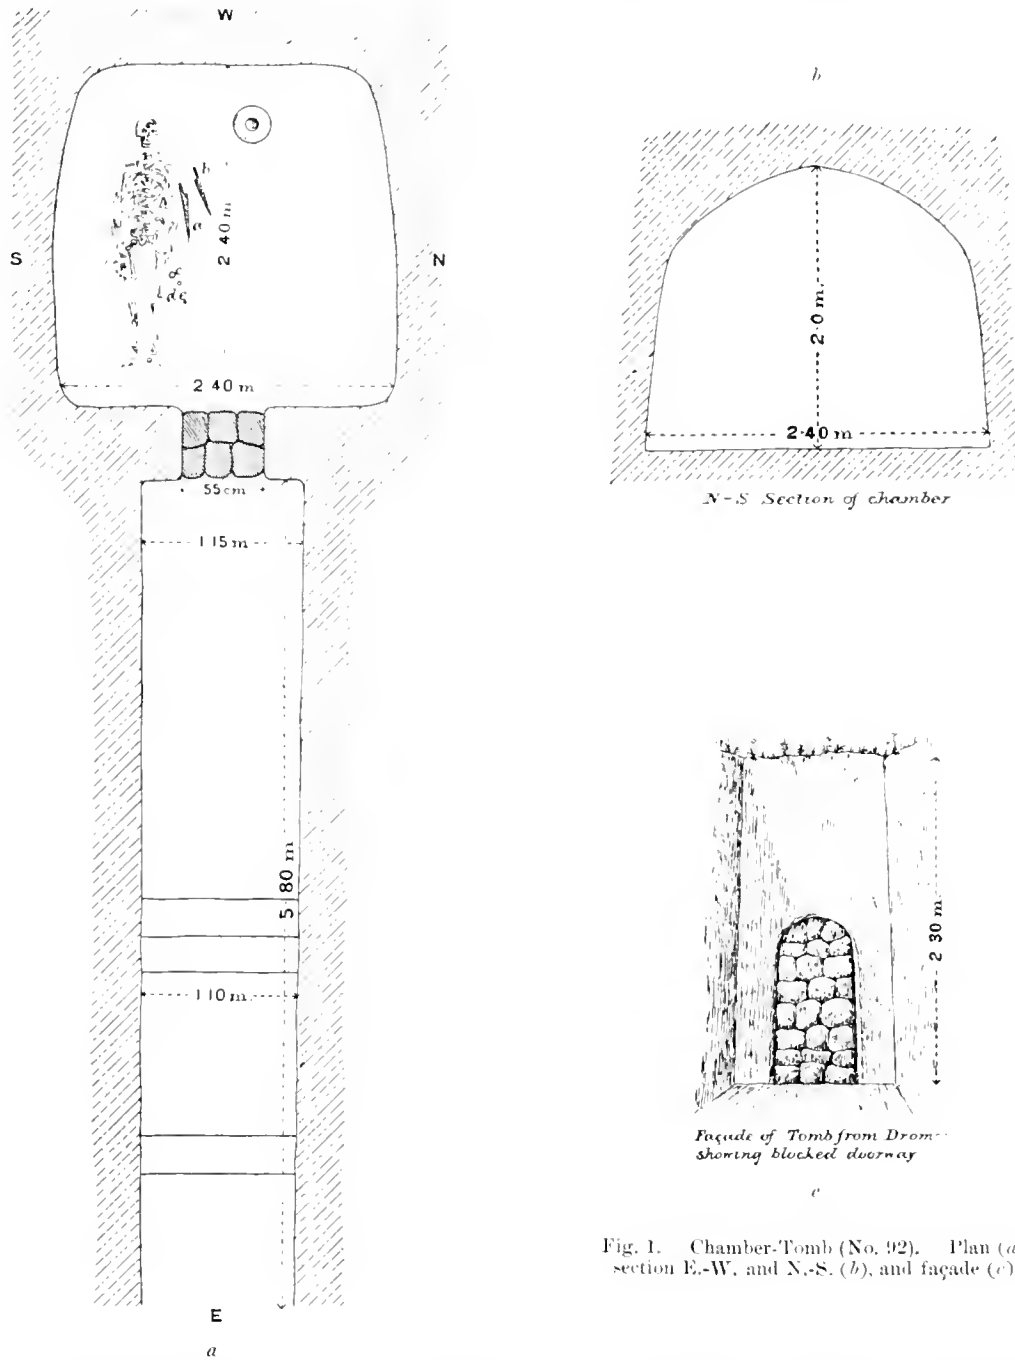 W
S
N
b
a
2 40 m
d
2 40 m
55 cm
1 15 m
5 80 m
1 10 m
E
a
b
2·0 m.
2·40 m
N-S Section of chamber
2 30 m.
Façade of Tomb from
showing blocked doorway
c
Fig. 1. Chamber-Tomb (No. 92). Plan (a
section E.-W. and N.-S. (b), and façade (c)